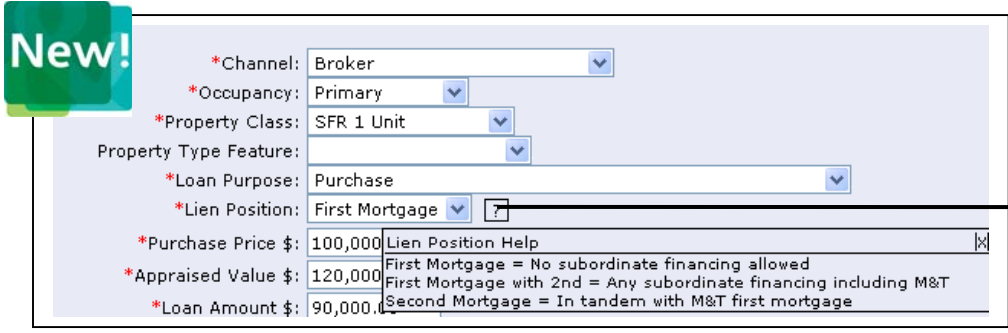 New!
*Channel: Broker
*Occupancy: Primary
*Property Class: SFR 1 Unit
Property Type Feature:
*Loan Purpose: Purchase
*Lien Position: First Mortgage ?
*Purchase Price $: 100,000
Lien Position Help X
*Appraised Value $: 120,000
First Mortgage = No subordinate financing allowed
First Mortgage with 2nd = Any subordinate financing including M&T
Second Mortgage = In tandem with M&T first mortgage
*Loan Amount $: 90,000.